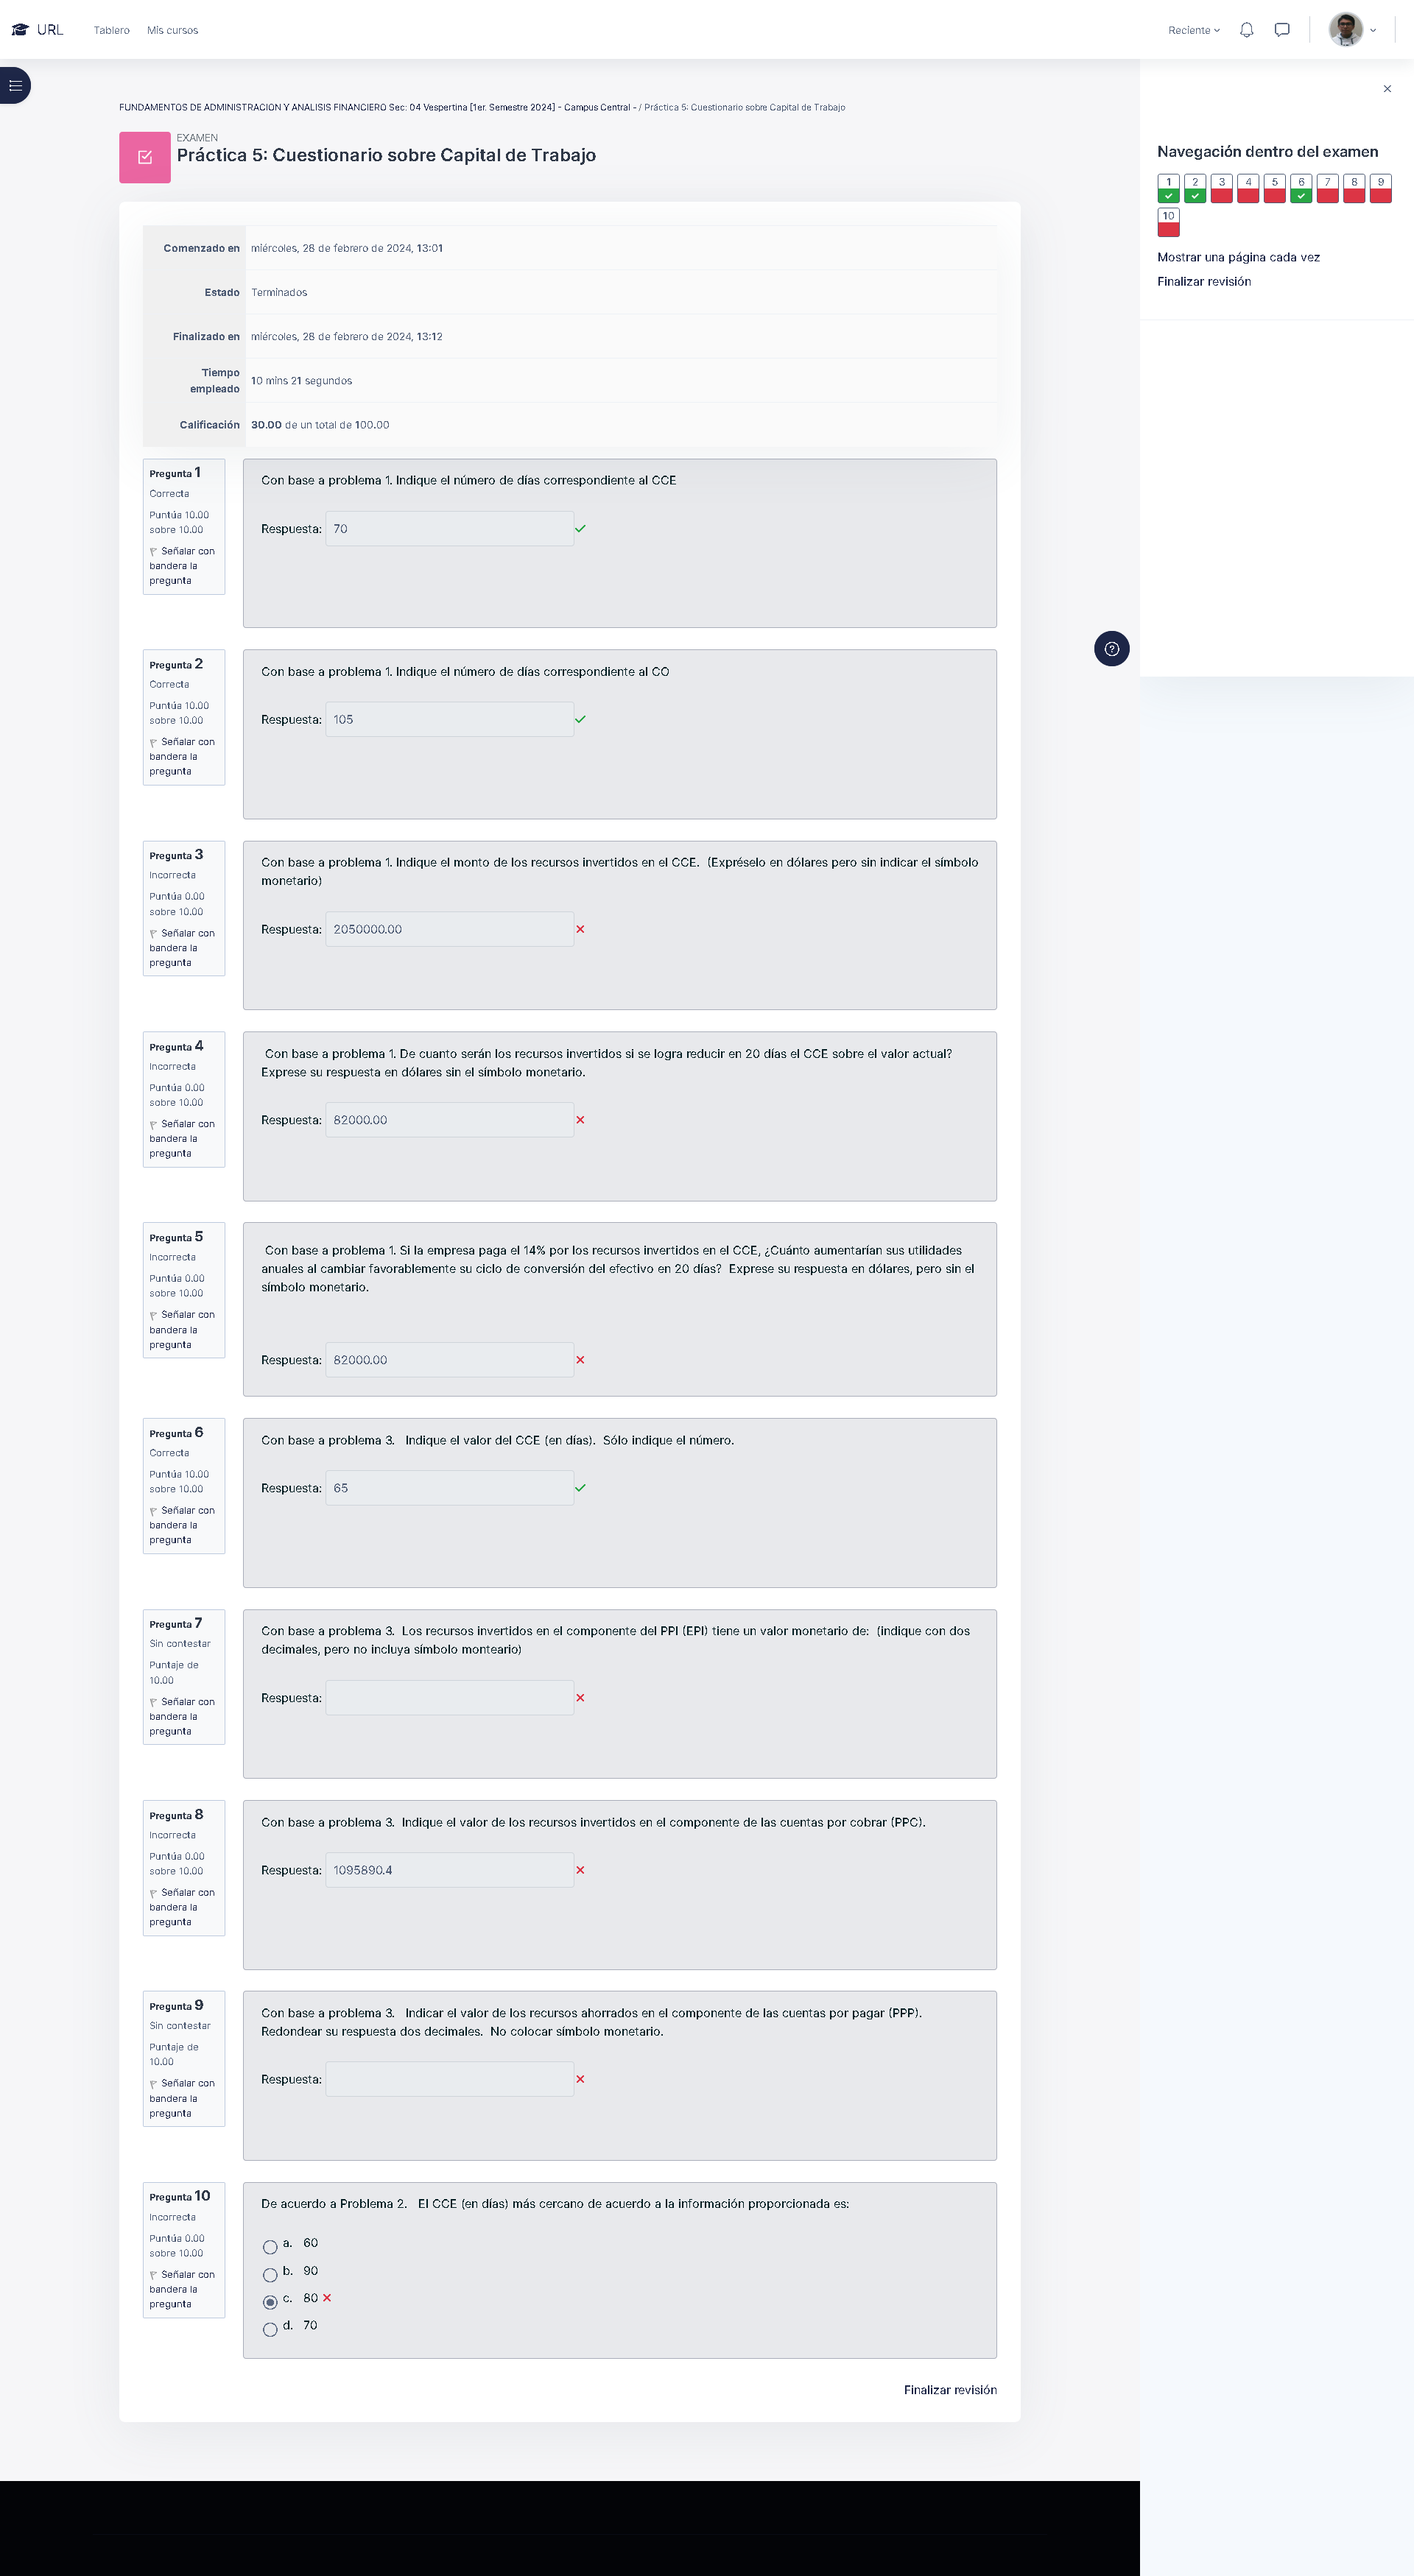 URL Tablero Mis cursos Reciente
FUNDAMENTOS DE ADMINISTRACION Y ANALISIS FINANCIERO Sec: 04 Vespertina [1er. Semestre 2024] - Campus Central - / Práctica 5: Cuestionario sobre Capital de Trabajo
EXAMEN
Práctica 5: Cuestionario sobre Capital de Trabajo
Comenzado en miércoles, 28 de febrero de 2024, 13:01
Estado Terminados
Finalizado en miércoles, 28 de febrero de 2024, 13:12
Tiempo
empleado 10 mins 21 segundos
Calificación 30.00 de un total de 100.00
Pregunta 1
Correcta
Puntúa 10.00
sobre 10.00
Señalar con
bandera la
pregunta
Con base a problema 1. Indique el número de días correspondiente al CCE
Respuesta: 70
Pregunta 2
Correcta
Puntúa 10.00
sobre 10.00
Señalar con
bandera la
pregunta
Con base a problema 1. Indique el número de días correspondiente al CO
Respuesta: 105
Pregunta 3
Incorrecta
Puntúa 0.00
sobre 10.00
Señalar con
bandera la
pregunta
Con base a problema 1. Indique el monto de los recursos invertidos en el CCE. (Expréselo en dólares pero sin indicar el símbolo
monetario)
Respuesta: 2050000.00
Pregunta 4
Incorrecta
Puntúa 0.00
sobre 10.00
Señalar con
bandera la
pregunta
Con base a problema 1. De cuanto serán los recursos invertidos si se logra reducir en 20 días el CCE sobre el valor actual?
Exprese su respuesta en dólares sin el símbolo monetario.
Respuesta: 82000.00
Pregunta 5
Incorrecta
Puntúa 0.00
sobre 10.00
Señalar con
bandera la
pregunta
Con base a problema 1. Si la empresa paga el 14% por los recursos invertidos en el CCE, ¿Cuánto aumentarían sus utilidades
anuales al cambiar favorablemente su ciclo de conversión del efectivo en 20 días? Exprese su respuesta en dólares, pero sin el
símbolo monetario.
Respuesta: 82000.00
Pregunta 6
Correcta
Puntúa 10.00
sobre 10.00
Señalar con
bandera la
pregunta
Con base a problema 3. Indique el valor del CCE (en días). Sólo indique el número.
Respuesta: 65
Pregunta 7
Sin contestar
Puntaje de
10.00
Señalar con
bandera la
pregunta
Con base a problema 3. Los recursos invertidos en el componente del PPI (EPI) tiene un valor monetario de: (indique con dos
decimales, pero no incluya símbolo monteario)
Respuesta:
Pregunta 8
Incorrecta
Puntúa 0.00
sobre 10.00
Señalar con
bandera la
pregunta
Con base a problema 3. Indique el valor de los recursos invertidos en el componente de las cuentas por cobrar (PPC).
Respuesta: 1095890.4
Pregunta 9
Sin contestar
Puntaje de
10.00
Señalar con
bandera la
pregunta
Con base a problema 3. Indicar el valor de los recursos ahorrados en el componente de las cuentas por pagar (PPP).
Redondear su respuesta dos decimales. No colocar símbolo monetario.
Respuesta:
Pregunta 10
Incorrecta
Puntúa 0.00
sobre 10.00
Señalar con
bandera la
pregunta
De acuerdo a Problema 2. El CCE (en días) más cercano de acuerdo a la información proporcionada es:
a. 60
b. 90
c. 80
d. 70
Finalizar revisión
Navegación dentro del examen
1 2 3 4 5 6 7 8 9
10
Mostrar una página cada vez
Finalizar revisión